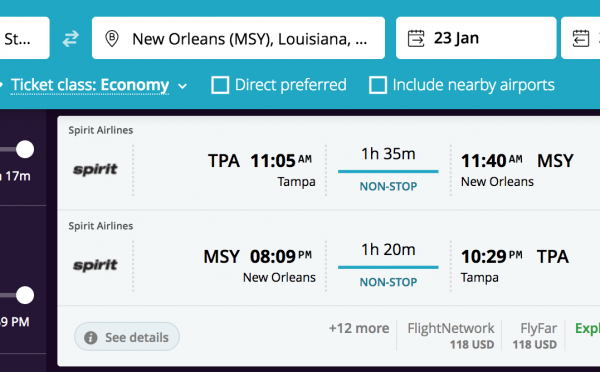 St...
New Orleans (MSY), Louisiana, ...
23 Jan
Ticket class: Economy
Direct preferred
Include nearby airports
Spirit Airlines
spirit
TPA 11:05 AM
Tampa
1h 35m
NON-STOP
11:40 AM MSY
New Orleans
17m
Spirit Airlines
spirit
MSY 08:09 PM
New Orleans
1h 20m
NON-STOP
10:29 PM TPA
Tampa
9 PM
See details
+12 more
FlightNetwork
118 USD
FlyFar
118 USD
Expl